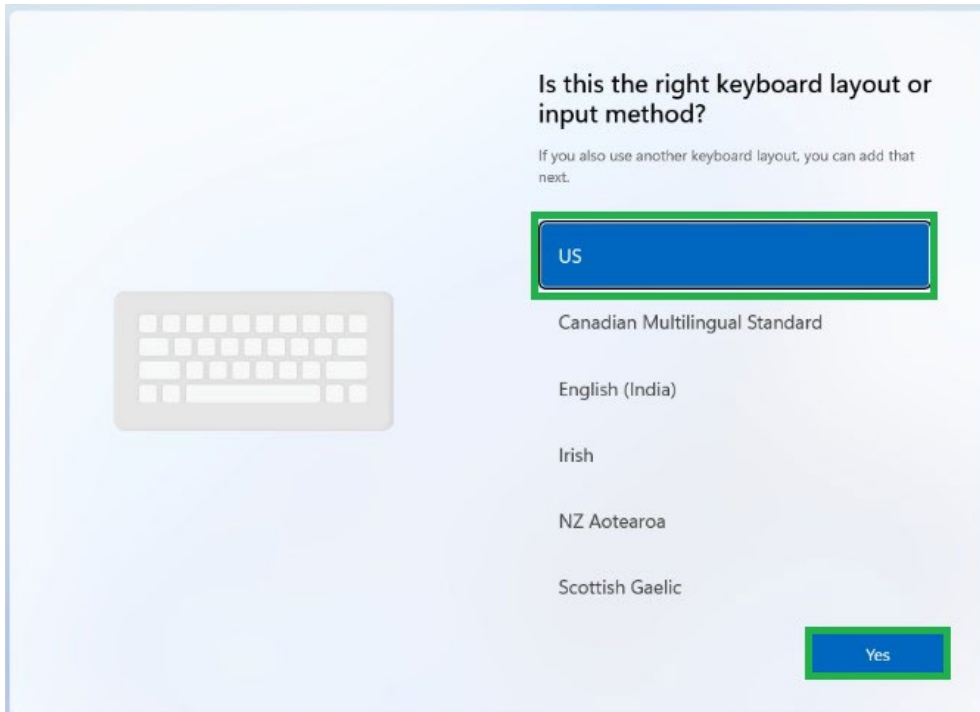 Is this the right keyboard layout or
input method?
If you also use another keyboard layout, you can add that
next.
US
Canadian Multilingual Standard
English (India)
Irish
NZ Aotearoa
Scottish Gaelic
Yes